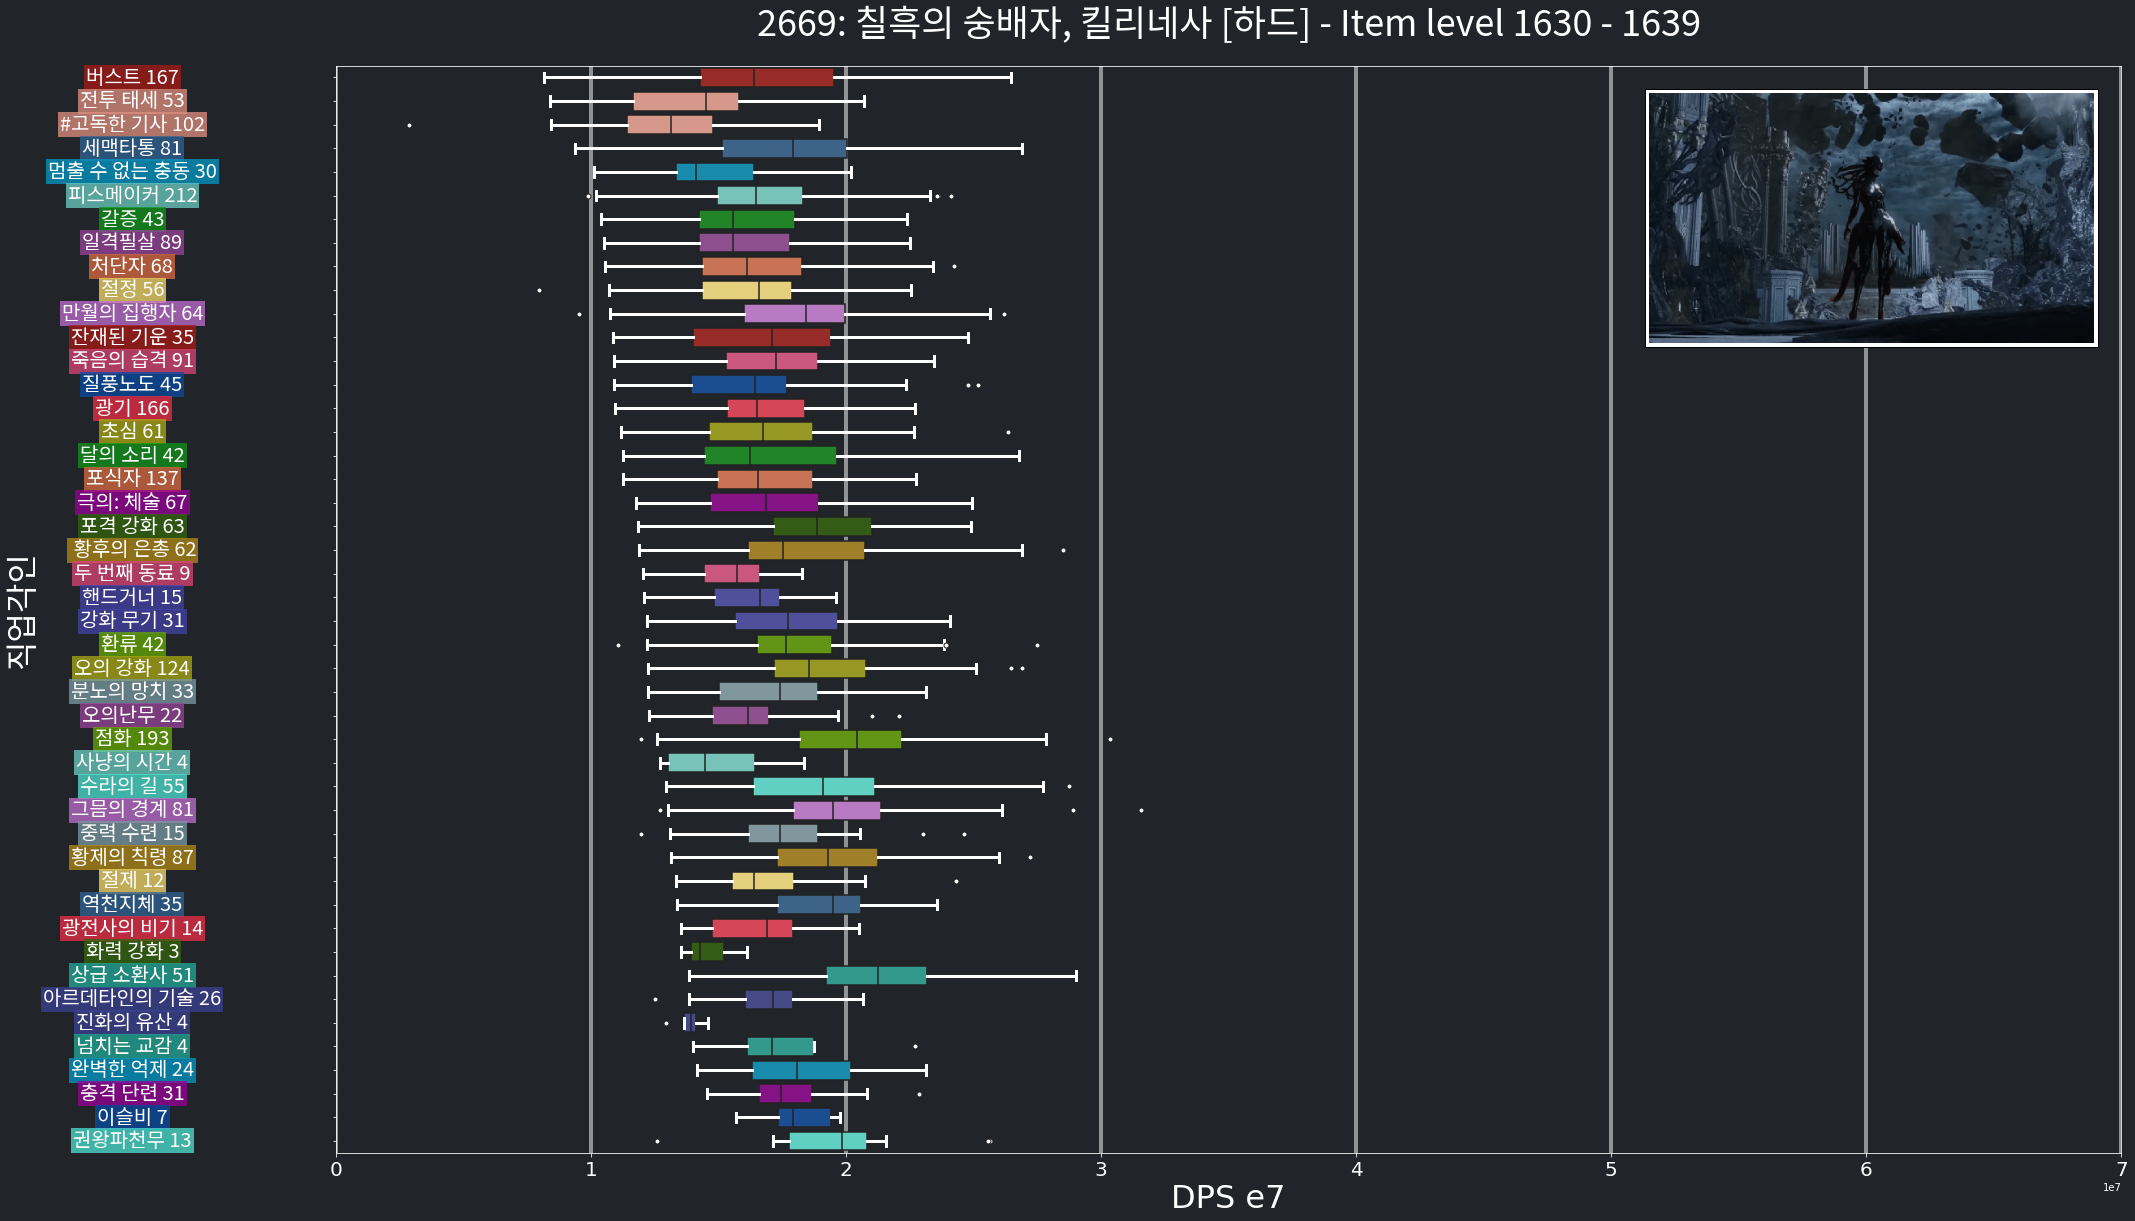 2669: 칠흑의 숭배자, 킬리네사 [하드] - Item level 1630 - 1639
직업각인
버스트 167
전투 태세 53
#고독한 기사 102
세맥타통 81
멈출 수 없는 충동 30
피스메이커 212
갈증 43
일격필살 89
처단자 68
절정 56
만월의 집행자 64
잔재된 기운 35
죽음의 습격 91
질풍노도 45
광기 166
초심 61
달의 소리 42
포식자 137
극의: 체술 67
포격 강화 63
황후의 은총 62
두 번째 동료 9
핸드거너 15
강화 무기 31
환류 42
오의 강화 124
분노의 망치 33
오의난무 22
점화 193
사냥의 시간 4
수라의 길 55
그믐의 경계 81
중력 수련 15
황제의 칙령 87
절제 12
역천지체 35
광전사의 비기 14
화력 강화 3
상급 소환사 51
아르데타인의 기술 26
진화의 유산 4
넘치는 교감 4
완벽한 억제 24
충격 단련 31
이슬비 7
권왕파천무 13
0 1 2 3 4 5 6 7
1e7
DPS e7